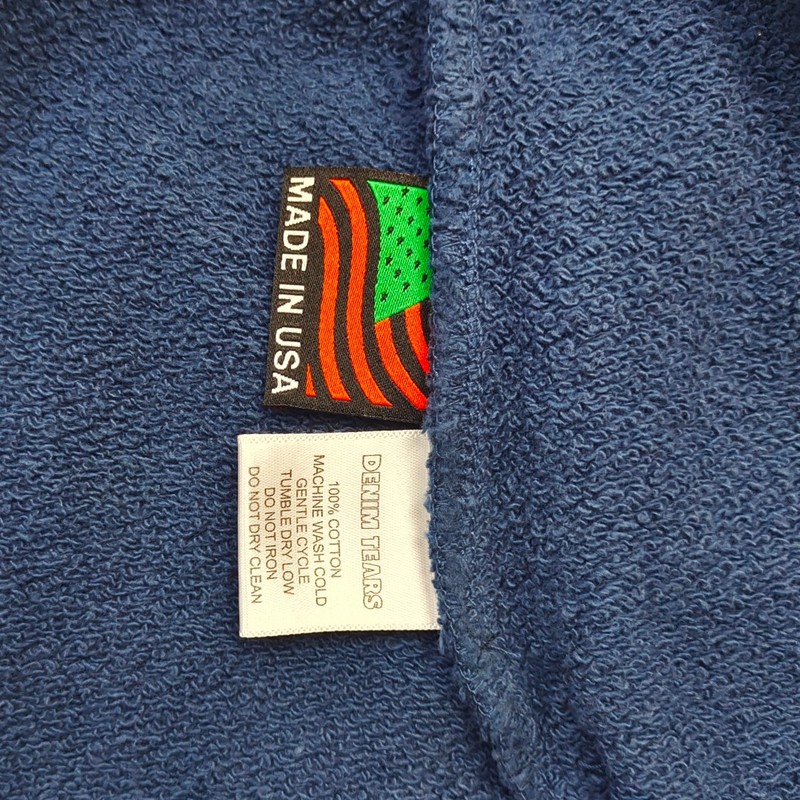 MADE IN USA
DENIM TEARS
100% COTTON
MACHINE WASH COLD
GENTLE CYCLE
TUMBLE DRY LOW
DO NOT IRON
DO NOT DRY CLEAN